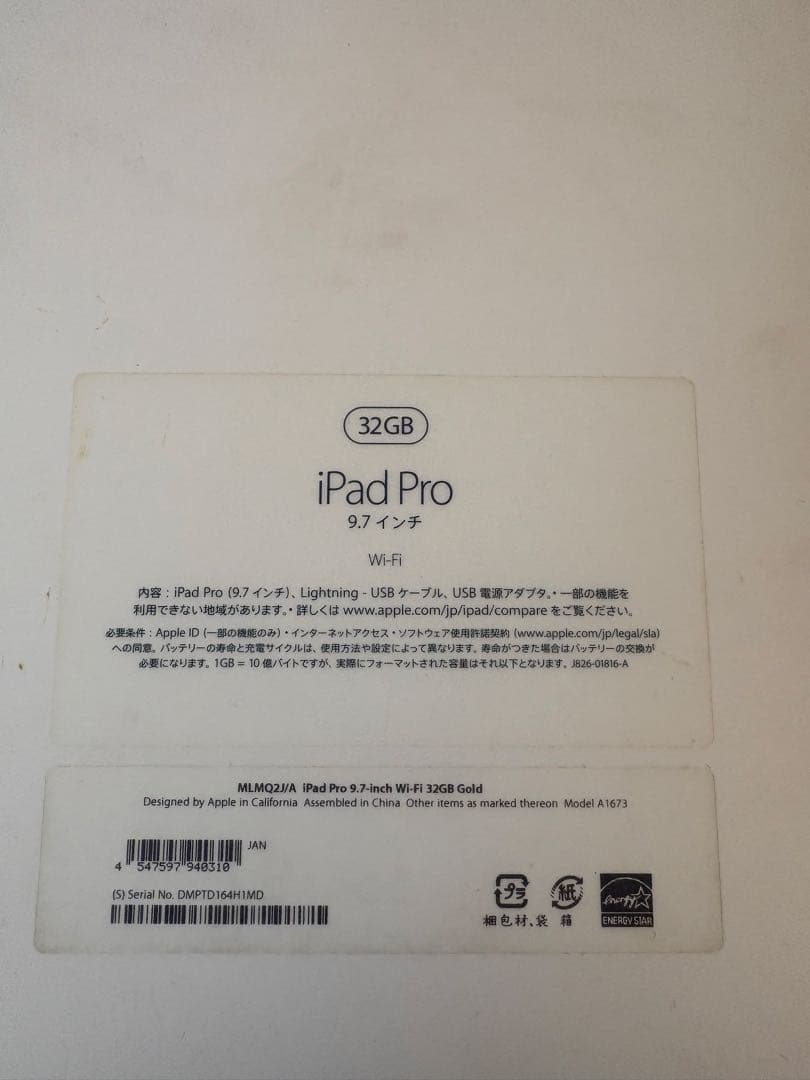 32GB
iPad Pro
9.7 インチ
Wi-Fi
内容 : iPad Pro (9.7 インチ)、Lightning - USB ケーブル、USB 電源アダプタ。• 一部の機能を
利用できない地域があります。• 詳しくは www.apple.com/jp/ipad/compare をご覧ください。
必要条件 : Apple ID (一部の機能のみ)・インターネットアクセス・ソフトウェア使用許諾契約 (www.apple.com/jp/legal/sla)
への同意。バッテリーの寿命と充電サイクルは、使用方法や設定によって異なります。寿命がつきた場合はバッテリーの交換が
必要になります。1GB = 10 億バイトですが、実際にフォーマットされた容量はそれ以下となります。J826-01816-A
MLMQ2J/A iPad Pro 9.7-inch Wi-Fi 32GB Gold
Designed by Apple in California Assembled in China Other items as marked thereon Model A1673
JAN
4 547597 940310
(S) Serial No. DMPTD164H1MD
プラ 紙 energy
梱包材、袋 箱 ENERGY STAR